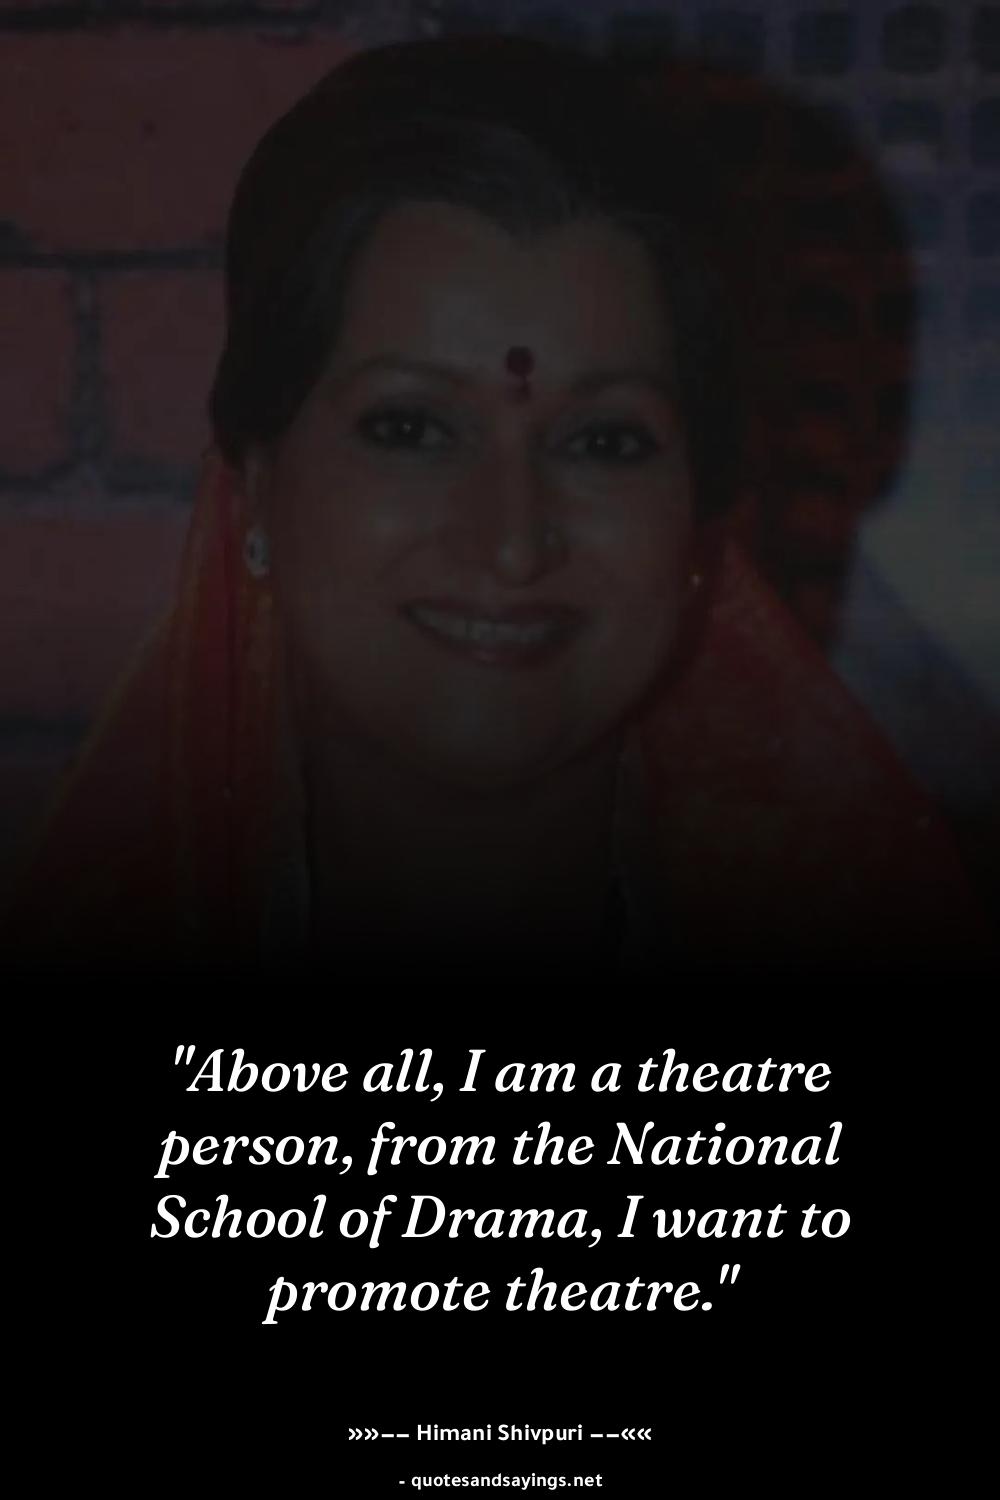 "Above all, I am a theatre
person, from the National
School of Drama, I want to
promote theatre."
»»−− Himani Shivpuri −−««
- quotesandsayings.net